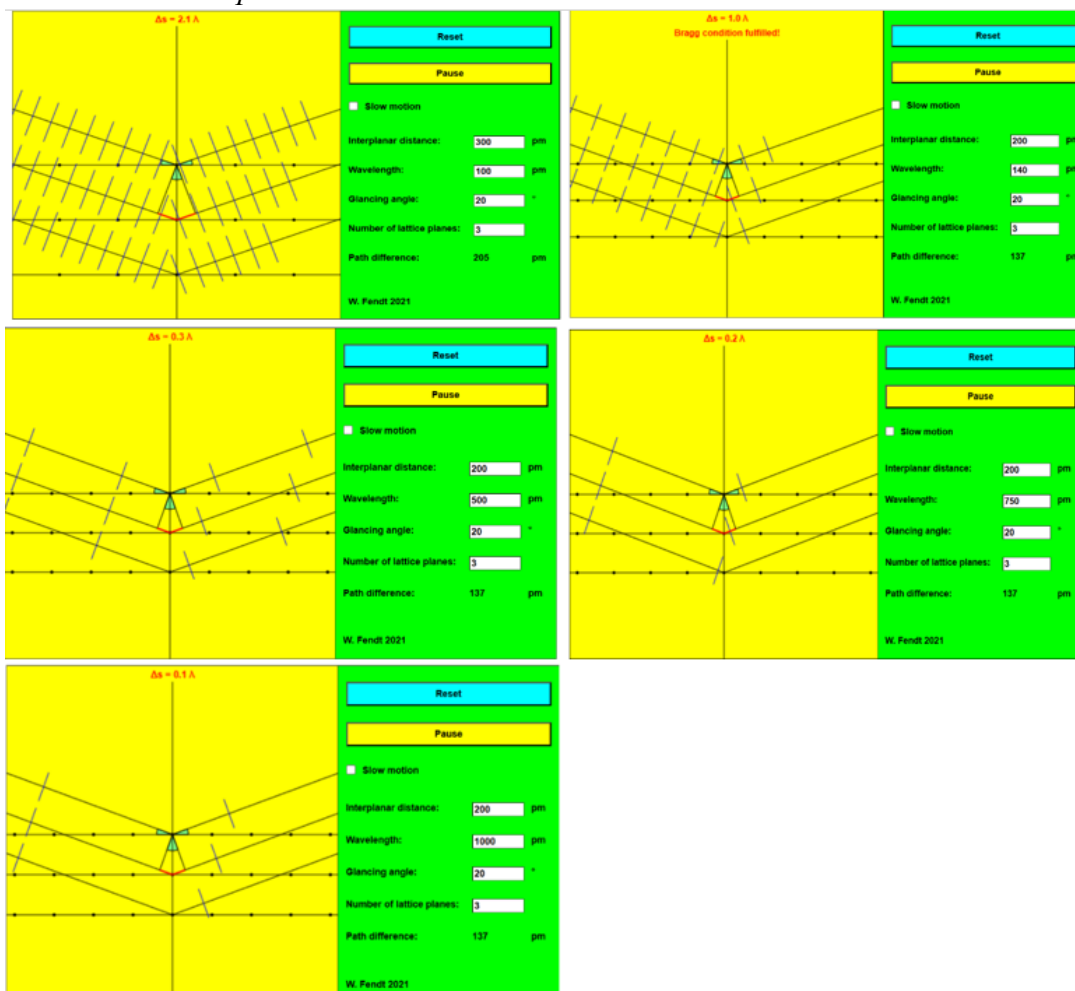 Δs = 2.1 λ
Reset
Pause
Slow motion
Interplanar distance: 300 pm
Wavelength: 100 pm
Glancing angle: 20 °
Number of lattice planes: 3
Path difference: 205 pm
W. Fendt 2021
Δs = 1.0 λ
Bragg condition fulfilled!
Reset
Pause
Slow motion
Interplanar distance: 200 pm
Wavelength: 140 pm
Glancing angle: 20 °
Number of lattice planes: 3
Path difference: 137 pm
W. Fendt 2021
Δs = 0.3 λ
Reset
Pause
Slow motion
Interplanar distance: 200 pm
Wavelength: 500 pm
Glancing angle: 20 °
Number of lattice planes: 3
Path difference: 137 pm
W. Fendt 2021
Δs = 0.2 λ
Reset
Pause
Slow motion
Interplanar distance: 200 pm
Wavelength: 750 pm
Glancing angle: 20 °
Number of lattice planes: 3
Path difference: 137 pm
W. Fendt 2021
Δs = 0.1 λ
Reset
Pause
Slow motion
Interplanar distance: 200 pm
Wavelength: 1000 pm
Glancing angle: 20 °
Number of lattice planes: 3
Path difference: 137 pm
W. Fendt 2021